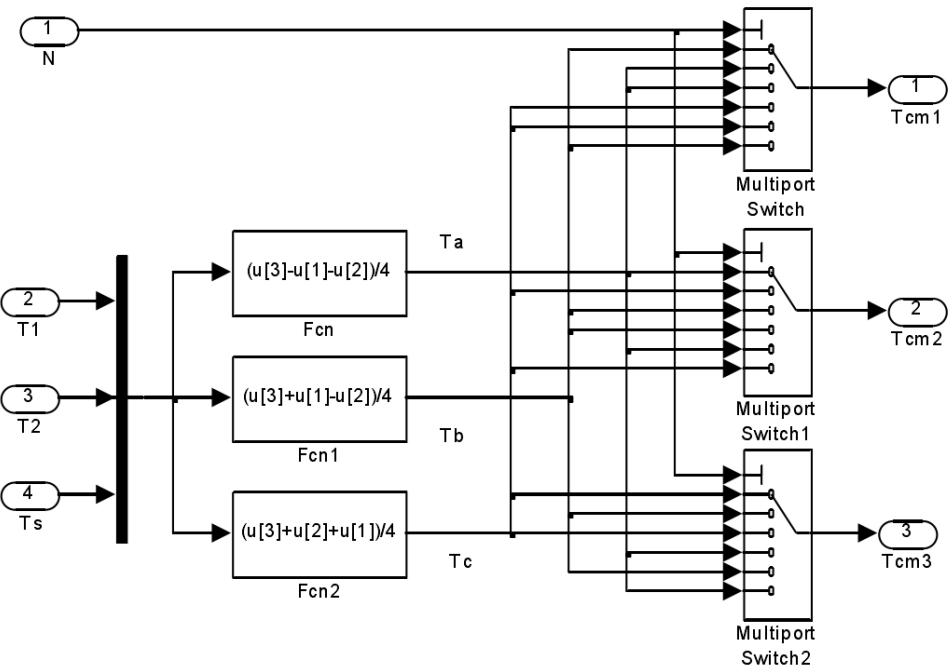 1
N
Multiport
Switch
1
Tcm1
Ta
(u[3]-u[1]-u[2])/4
Fcn
2
T1
Multiport
Switch1
2
Tcm2
3
T2
(u[3]+u[1]-u[2])/4
Fcn1
Tb
4
Ts
(u[3]+u[2]+u[1])/4
Fcn2
Tc
Multiport
Switch2
3
Tcm3